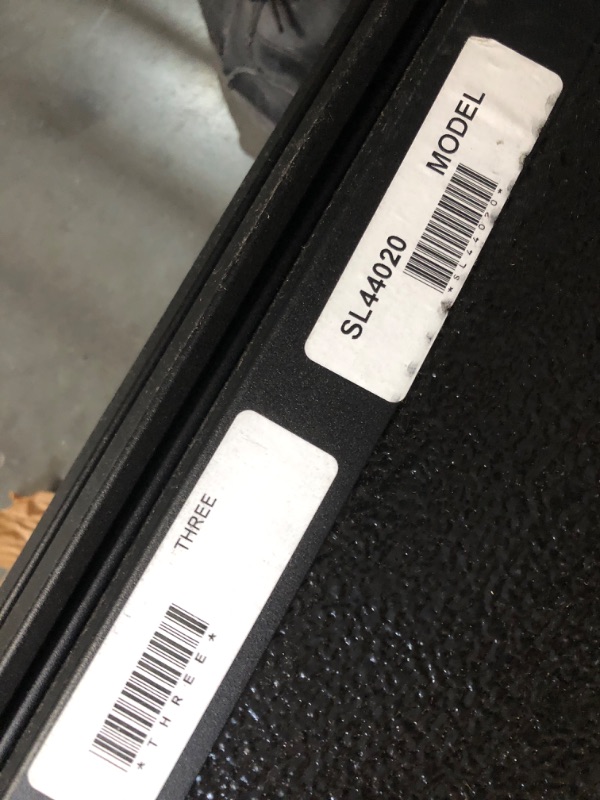 MODEL
SL44020
*SL44020*
THREE
*THREE*